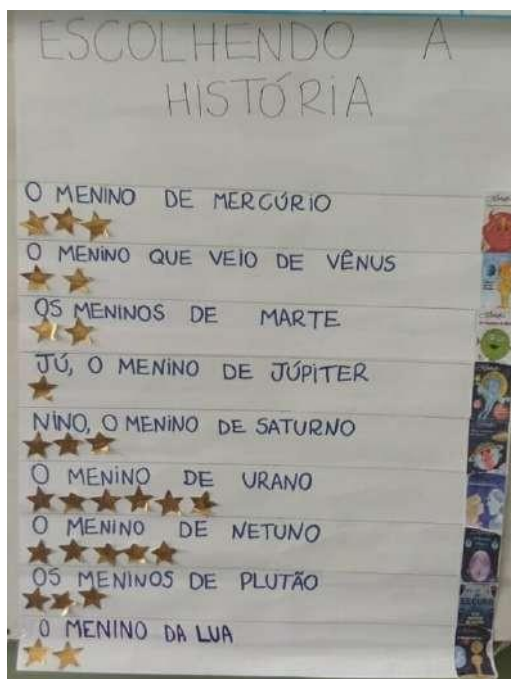 ESCOLHENDO A
HISTÓRIA
O MENINO DE MERCÚRIO
O MENINO QUE VEIO DE VÊNUS
OS MENINOS DE MARTE
JÚ, O MENINO DE JÚPITER
NINO, O MENINO DE SATURNO
O MENINO DE URANO
O MENINO DE NETUNO
OS MENINOS DE PLUTÃO
O MENINO DA LUA